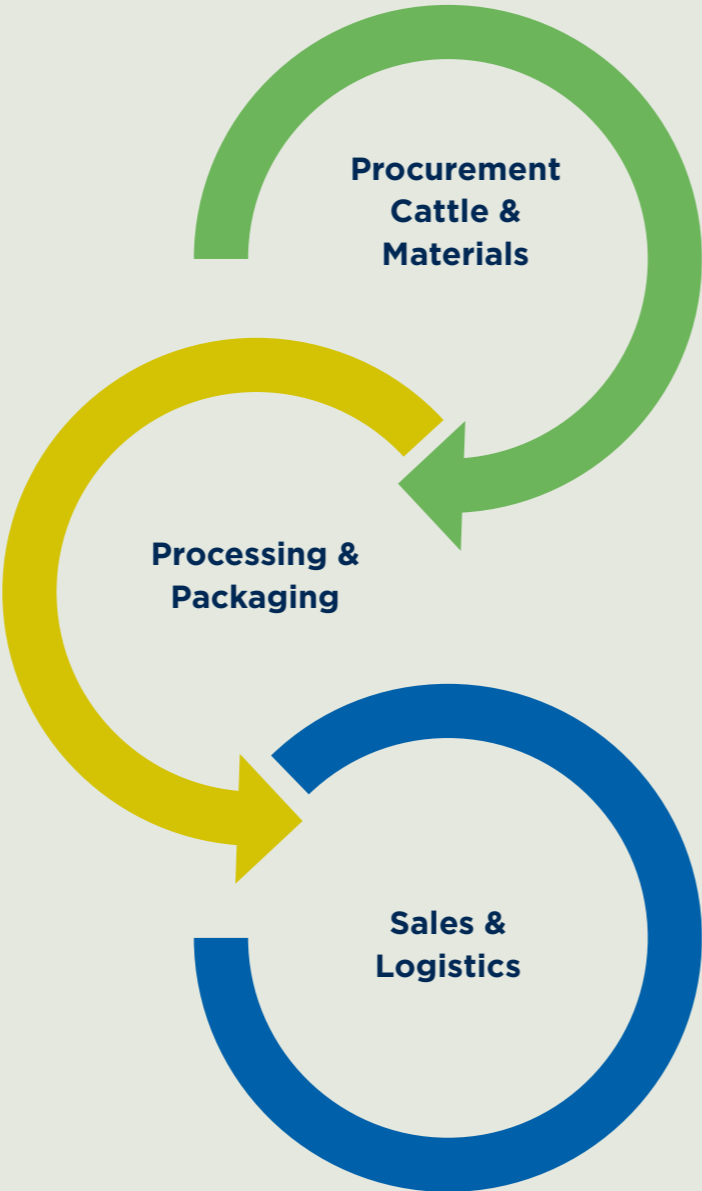 Procurement
Cattle &
Materials
Processing &
Packaging
Sales &
Logistics